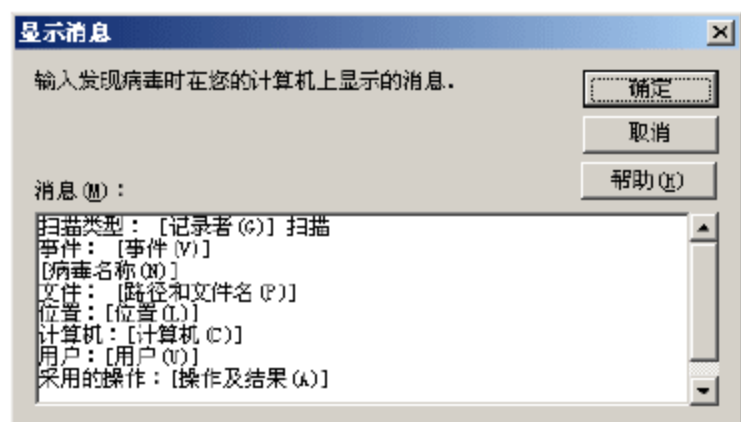 显示消息
输入发现病毒时在您的计算机上显示的消息.
确定
取消
帮助(H)
消息(M)：
扫描类型： [记录者(G)] 扫描
事件： [事件(V)]
[病毒名称(N)]
文件： [路径和文件名(P)]
位置：[位置(L)]
计算机：[计算机(C)]
用户：[用户(U)]
采用的操作：[操作及结果(A)]